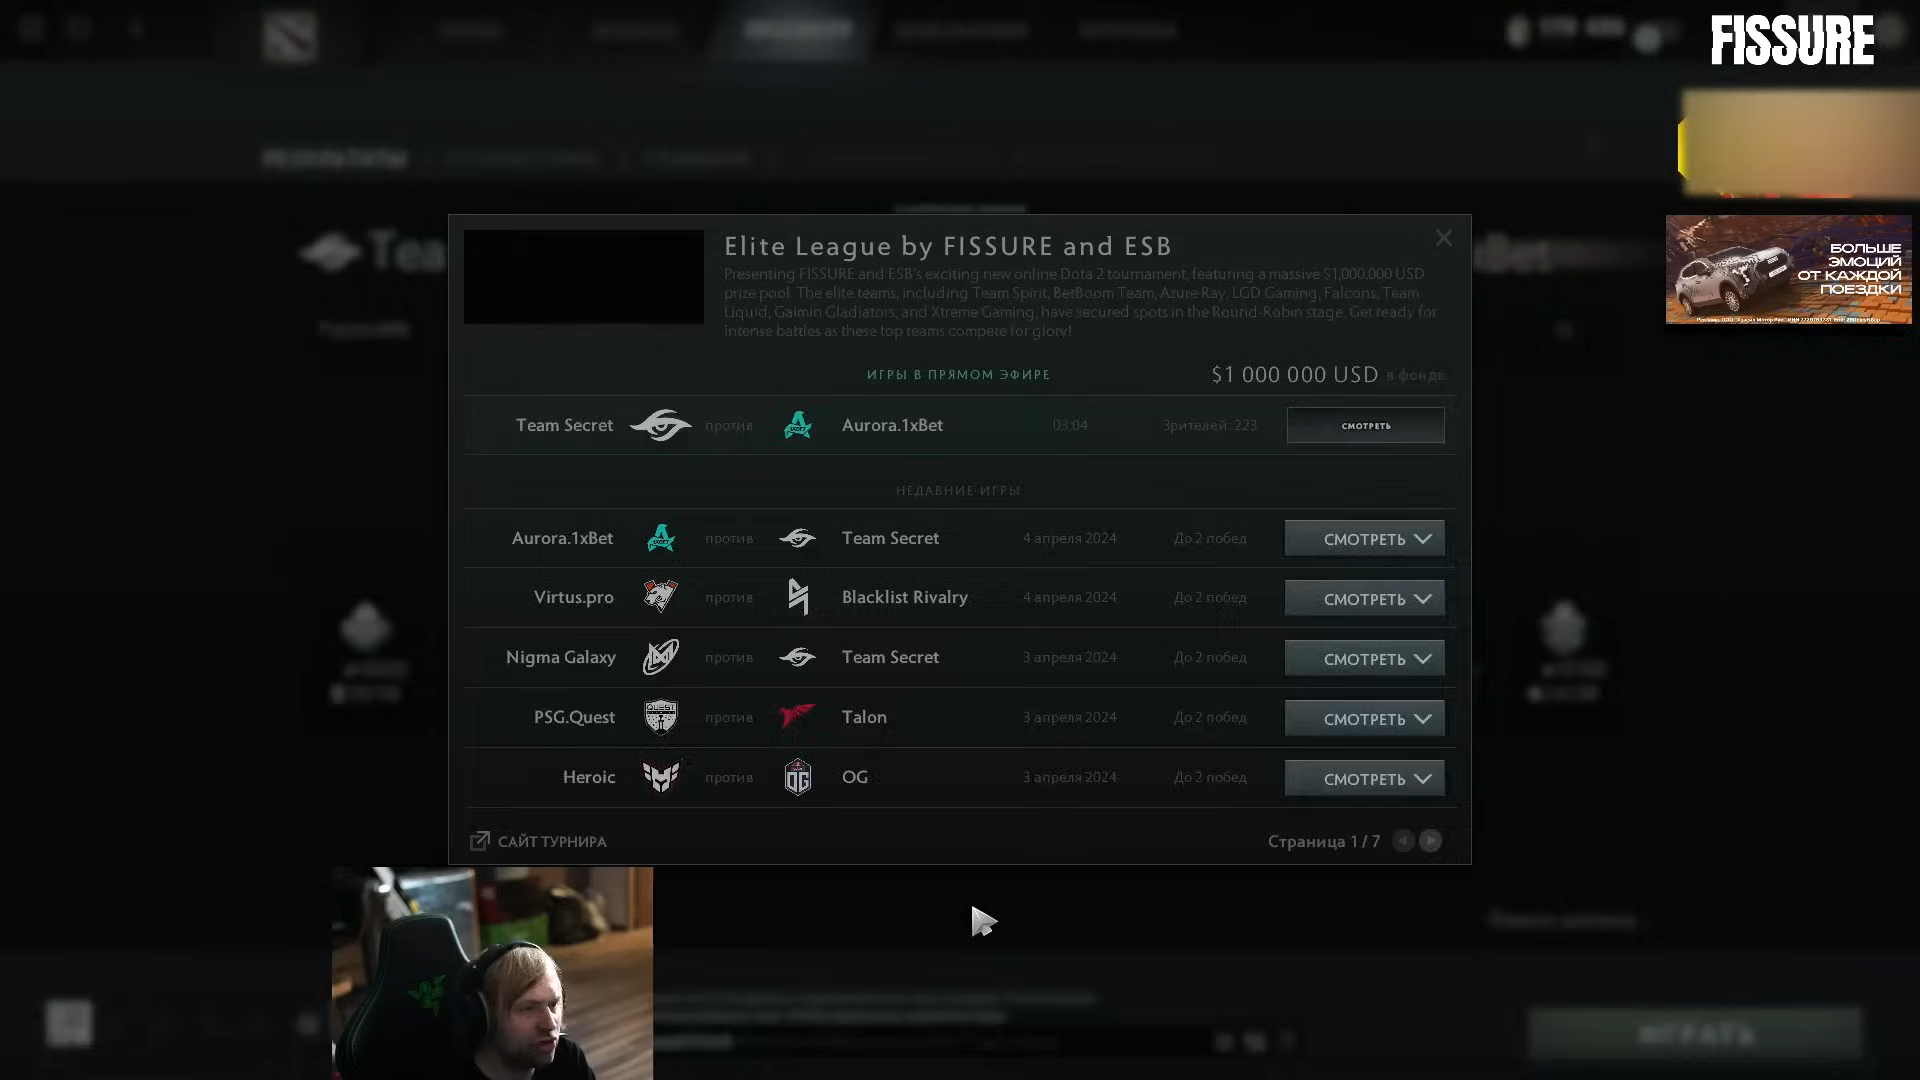 FISSURE
РЕЗУЛЬТАТЫ
Tea
xBet
Elite League by FISSURE and ESB
Presenting FISSURE and ESB's exciting new online Dota 2 tournament, featuring a massive $1,000,000 USD
prize pool. The elite teams, including Team Spirit, BetBoom Team, Azure Ray, LGD Gaming, Falcons, Team
Liquid, Gaimin Gladiators, and Xtreme Gaming, have secured spots in the Round-Robin stage. Get ready for
intense battles as these top teams compete for glory!
БОЛЬШЕ
ЭМОЦИЙ
ОТ КАЖДОЙ
ПОЕЗДКИ
ИГРЫ В ПРЯМОМ ЭФИРЕ
$1 000 000 USD в фонде
Team Secret против Aurora.1xBet 03:04 Зрителей: 223 СМОТРЕТЬ
НЕДАВНИЕ ИГРЫ
Aurora.1xBet против Team Secret 4 апреля 2024 До 2 побед СМОТРЕТЬ
Virtus.pro против Blacklist Rivalry 4 апреля 2024 До 2 побед СМОТРЕТЬ
Nigma Galaxy против Team Secret 3 апреля 2024 До 2 побед СМОТРЕТЬ
PSG.Quest против Talon 3 апреля 2024 До 2 побед СМОТРЕТЬ
Heroic против OG 3 апреля 2024 До 2 побед СМОТРЕТЬ
САЙТ ТУРНИРА
Страница 1 / 7
ИГРАТЬ